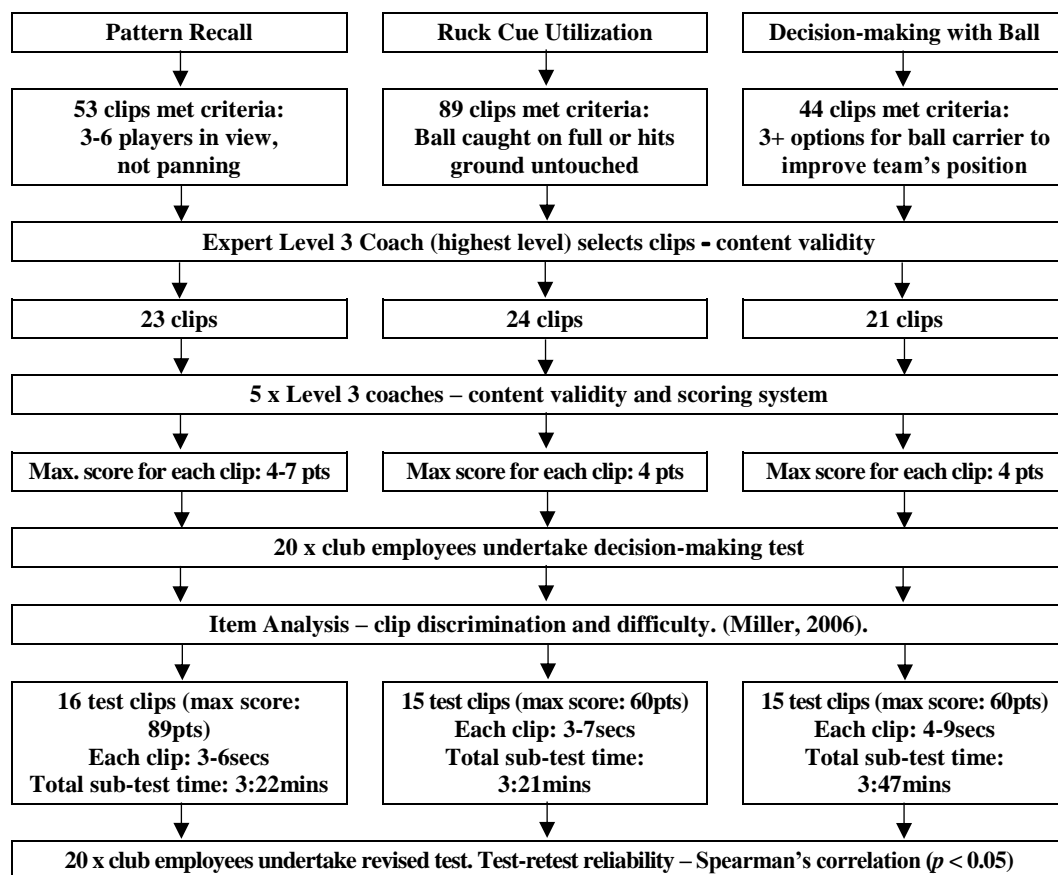 Pattern Recall
Ruck Cue Utilization
Decision-making with Ball
53 clips met criteria:
3-6 players in view,
not panning
89 clips met criteria:
Ball caught on full or hits
ground untouched
44 clips met criteria:
3+ options for ball carrier to
improve team's position
Expert Level 3 Coach (highest level) selects clips - content validity
23 clips
24 clips
21 clips
5 x Level 3 coaches – content validity and scoring system
Max. score for each clip: 4-7 pts
Max score for each clip: 4 pts
Max score for each clip: 4 pts
20 x club employees undertake decision-making test
Item Analysis – clip discrimination and difficulty. (Miller, 2006).
16 test clips (max score:
89pts)
Each clip: 3-6secs
Total sub-test time: 3:22mins
15 test clips (max score: 60pts)
Each clip: 3-7secs
Total sub-test time:
3:21mins
15 test clips (max score: 60pts)
Each clip: 4-9secs
Total sub-test time:
3:47mins
20 x club employees undertake revised test. Test-retest reliability – Spearman's correlation (p < 0.05)